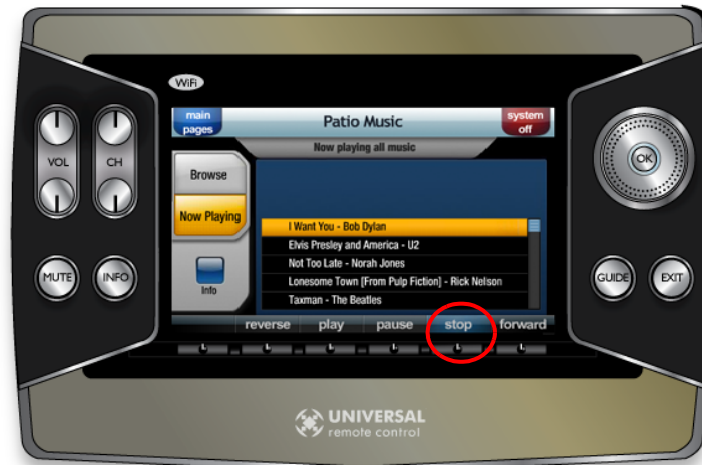 WiFi
main
pages
Patio Music
system
off
Now playing all music
VOL
CH
Browse
Now Playing
I Want You - Bob Dylan
Elvis Presley and America - U2
Not Too Late - Norah Jones
Lonesome Town [From Pulp Fiction] - Rick Nelson
Taxman - The Beatles
Info
OK
MUTE
INFO
GUIDE
EXIT
reverse play pause stop forward
UNIVERSAL
remote control